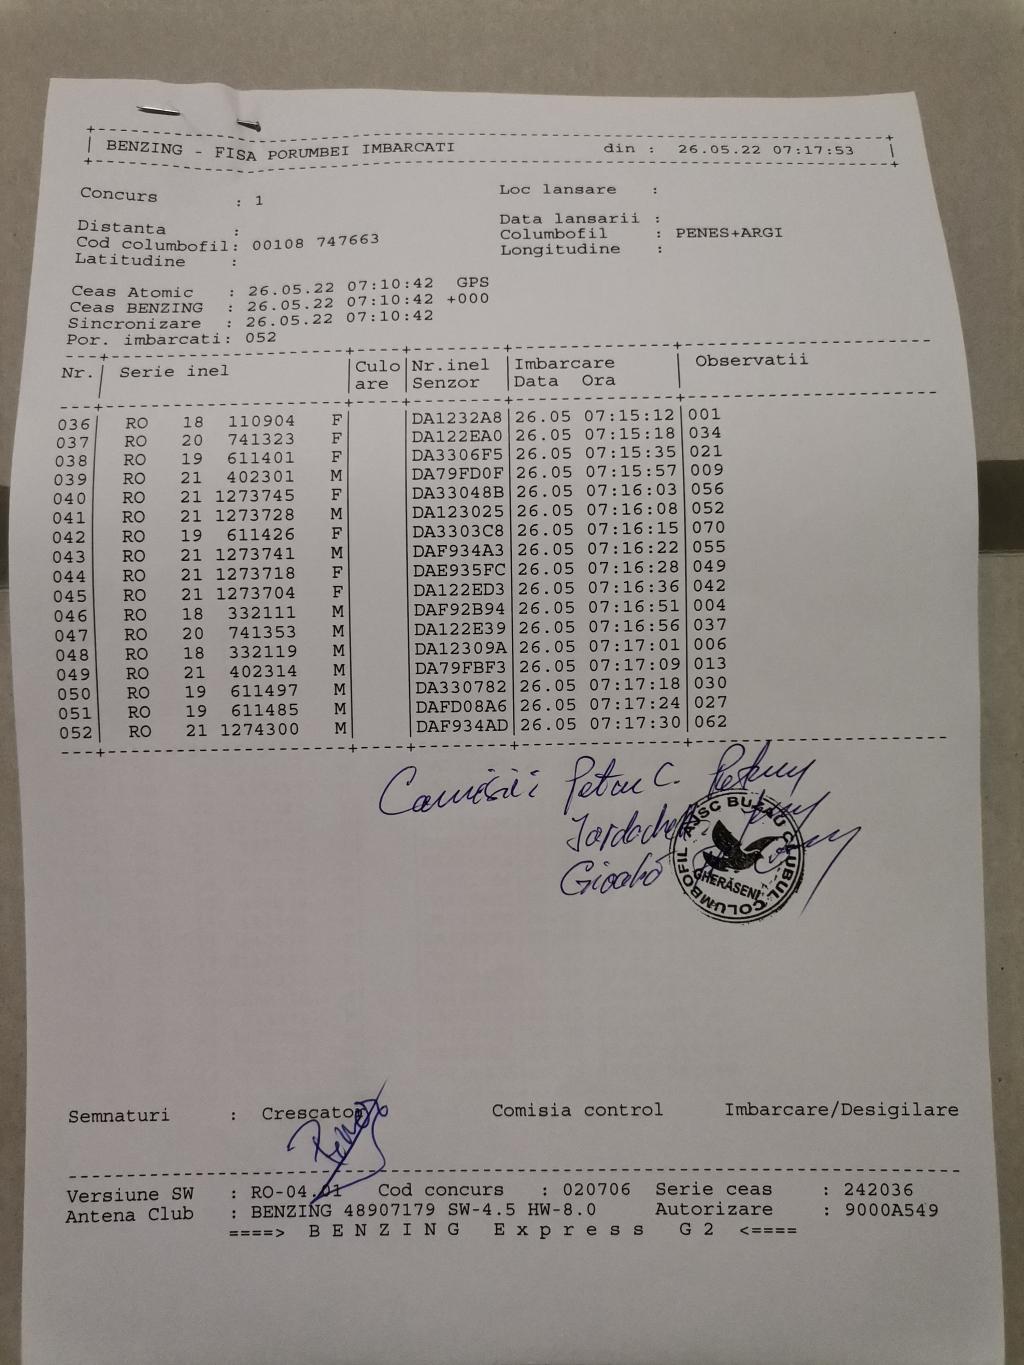 BENZING - FISA PORUMBEI IMBARCATI din : 26.05.22 07:17:53
Concurs : 1 Loc lansare :
Distanta : Data lansarii :
Cod columbofil: 00108 747663 Columbofil : PENES+ARGI
Latitudine : Longitudine :
Ceas Atomic : 26.05.22 07:10:42 GPS
Ceas BENZING : 26.05.22 07:10:42 +000
Sincronizare : 26.05.22 07:10:42
Por. imbarcati: 052
Nr. Serie inel Culo Nr.inel Imbarcare Observatii
are Senzor Data Ora
036 RO 18 110904 F DA1232A8 26.05 07:15:12 001
037 RO 20 741323 F DA122EA0 26.05 07:15:18 034
038 RO 19 611401 F DA3306F5 26.05 07:15:35 021
039 RO 21 402301 M DA79FD0F 26.05 07:15:57 009
040 RO 21 1273745 F DA33048B 26.05 07:16:03 056
041 RO 21 1273728 M DA123025 26.05 07:16:08 052
042 RO 19 611426 F DA3303C8 26.05 07:16:15 070
043 RO 21 1273741 M DAF934A3 26.05 07:16:22 055
044 RO 21 1273718 F DAE935FC 26.05 07:16:28 049
045 RO 21 1273704 F DA122ED3 26.05 07:16:36 042
046 RO 18 332111 M DAF92B94 26.05 07:16:51 004
047 RO 20 741353 M DA122E39 26.05 07:16:56 037
048 RO 18 332119 M DA12309A 26.05 07:17:01 006
049 RO 21 402314 M DA79FBF3 26.05 07:17:09 013
050 RO 19 611497 M DA330782 26.05 07:17:18 030
051 RO 19 611485 M DAFD08A6 26.05 07:17:24 027
052 RO 21 1274300 M DAF934AD 26.05 07:17:30 062
Petru C.
AJSC BUZAU CLUBUL COLUMBOFIL
GHERĂSENI
Semnaturi : Crescator Comisia control Imbarcare/Desigilare
Versiune SW : RO-04.01 Cod concurs : 020706 Serie ceas : 242036
Antena Club : BENZING 48907179 SW-4.5 HW-8.0 Autorizare : 9000A549
====> B E N Z I N G E x p r e s s G 2 <====